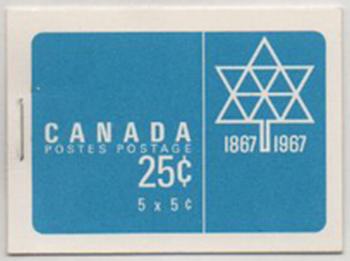 CANADA
POSTES POSTAGE
25¢
5 x 5¢
1867 1967